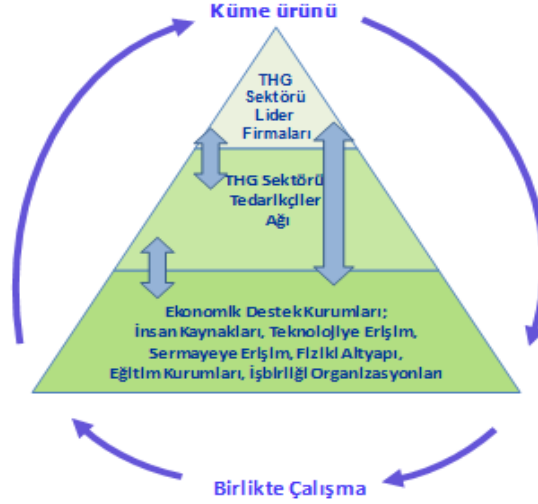 Küme ürünü
THG
Sektörü
Lider
Firmaları
THG Sektörü
Tedarikçiler
Ağı
Ekonomik Destek Kurumları;
İnsan Kaynakları, Teknolojiye Erişim,
Sermayeye Erişim, Fiziki Altyapı,
Eğitim Kurumları, İşbirliği Organizasyonları
Birlikte Çalışma